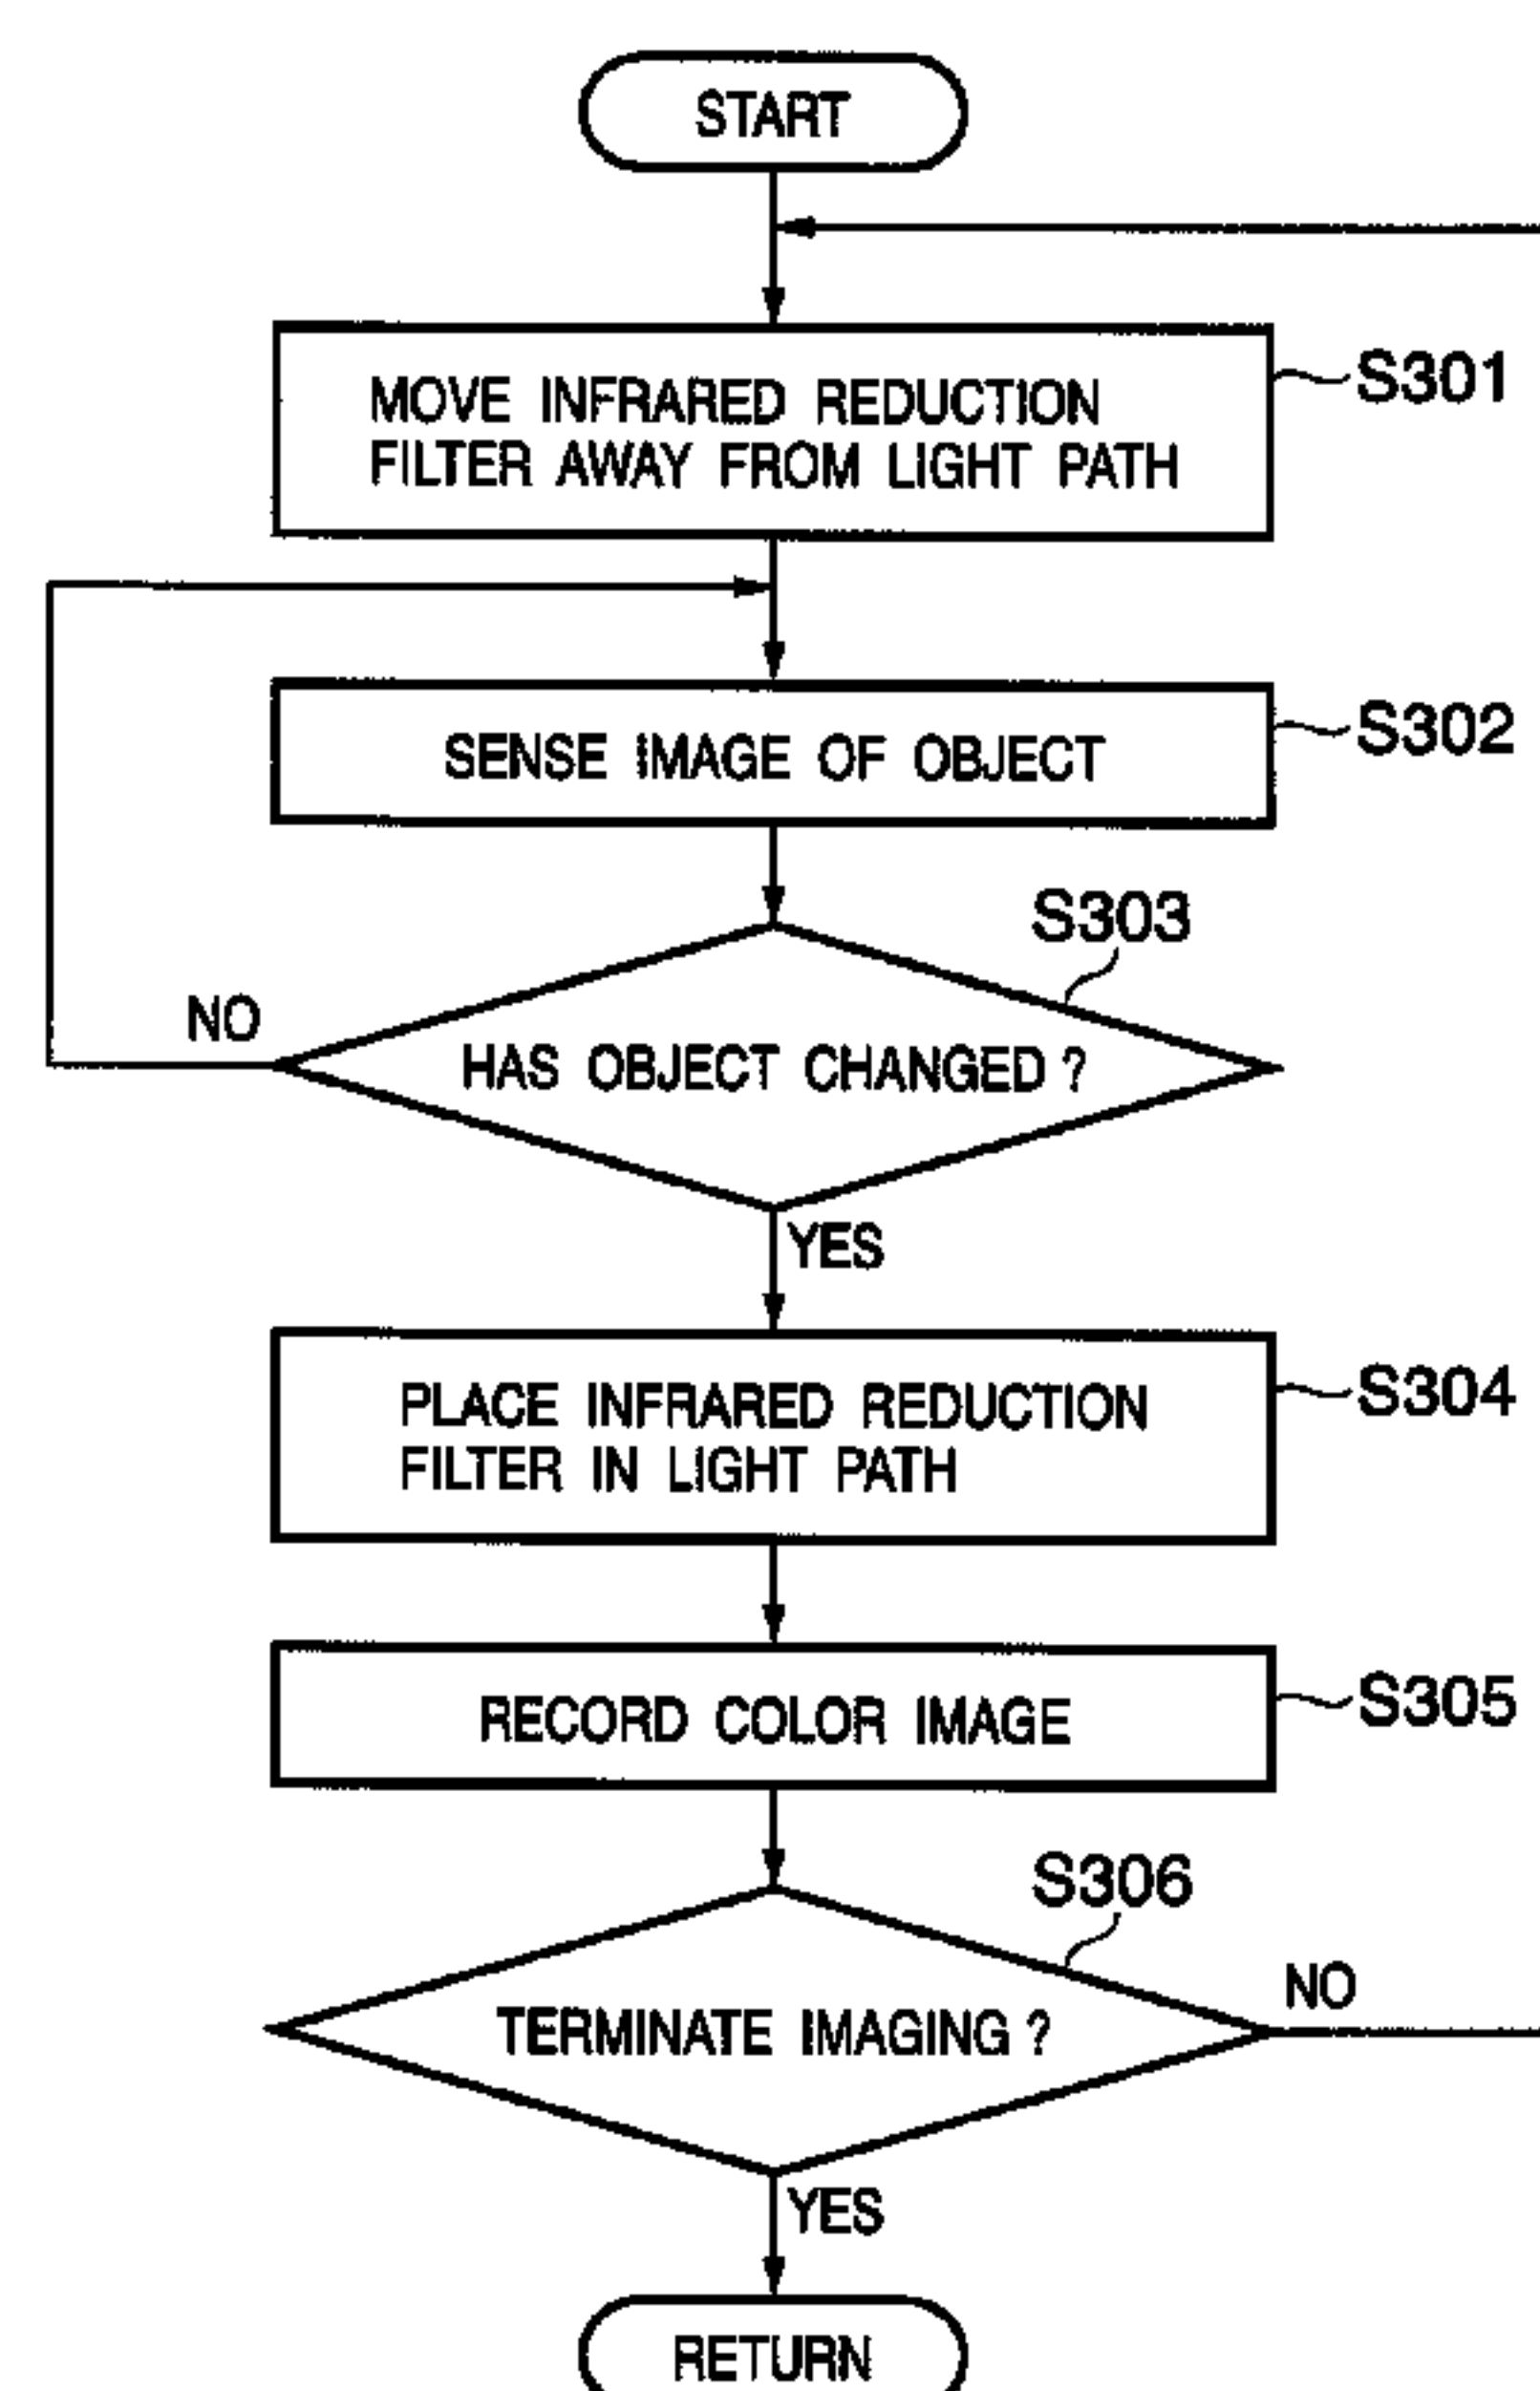 START
MOVE INFRARED REDUCTION
FILTER AWAY FROM LIGHT PATH
S301
SENSE IMAGE OF OBJECT
S302
S303
NO
HAS OBJECT CHANGED ?
YES
PLACE INFRARED REDUCTION
FILTER IN LIGHT PATH
S304
RECORD COLOR IMAGE
S305
S306
TERMINATE IMAGING ?
NO
YES
RETURN